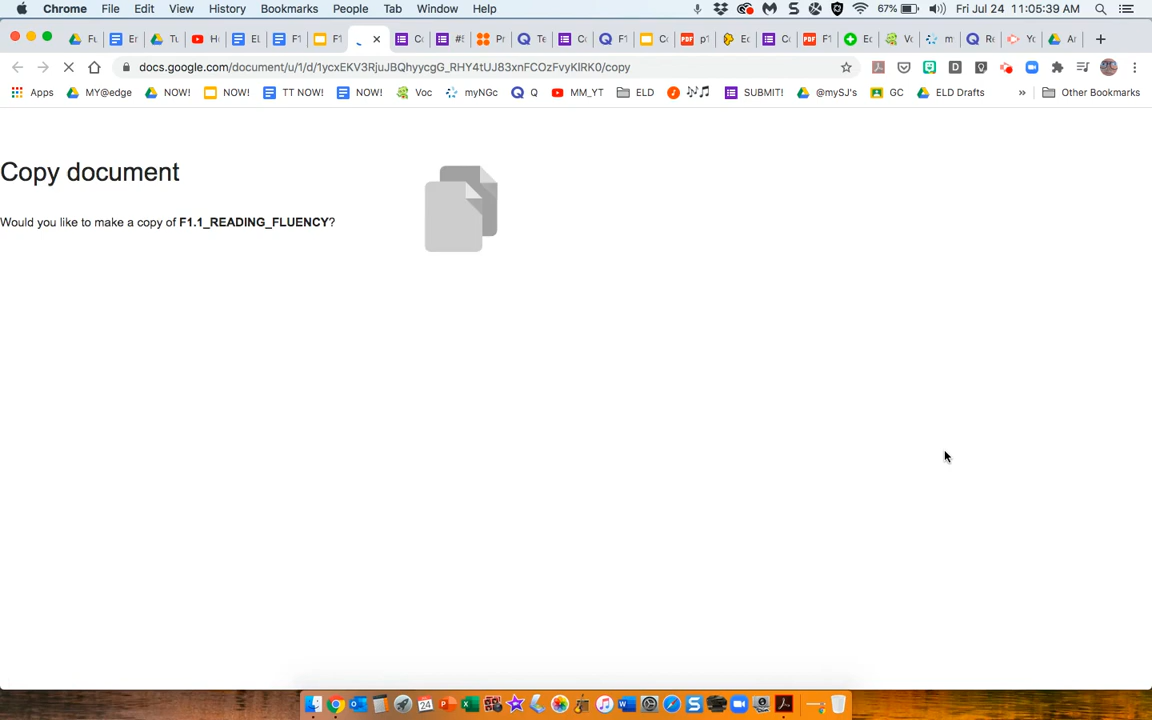 Chrome File Edit View History Bookmarks People Tab Window Help 67% Fri Jul 24 11:05:39 AM
docs.google.com/document/u/1/d/1ycxEKV3RjuJBQhyycgG_RHY4tUJ83xnFCOzFvyKIRK0/copy
Apps MY@edge NOW! NOW! TT NOW! NOW! Voc myNGc Q MM_YT ELD SUBMIT! @mySJ's GC ELD Drafts » Other Bookmarks
Copy document
Would you like to make a copy of F1.1_READING_FLUENCY?